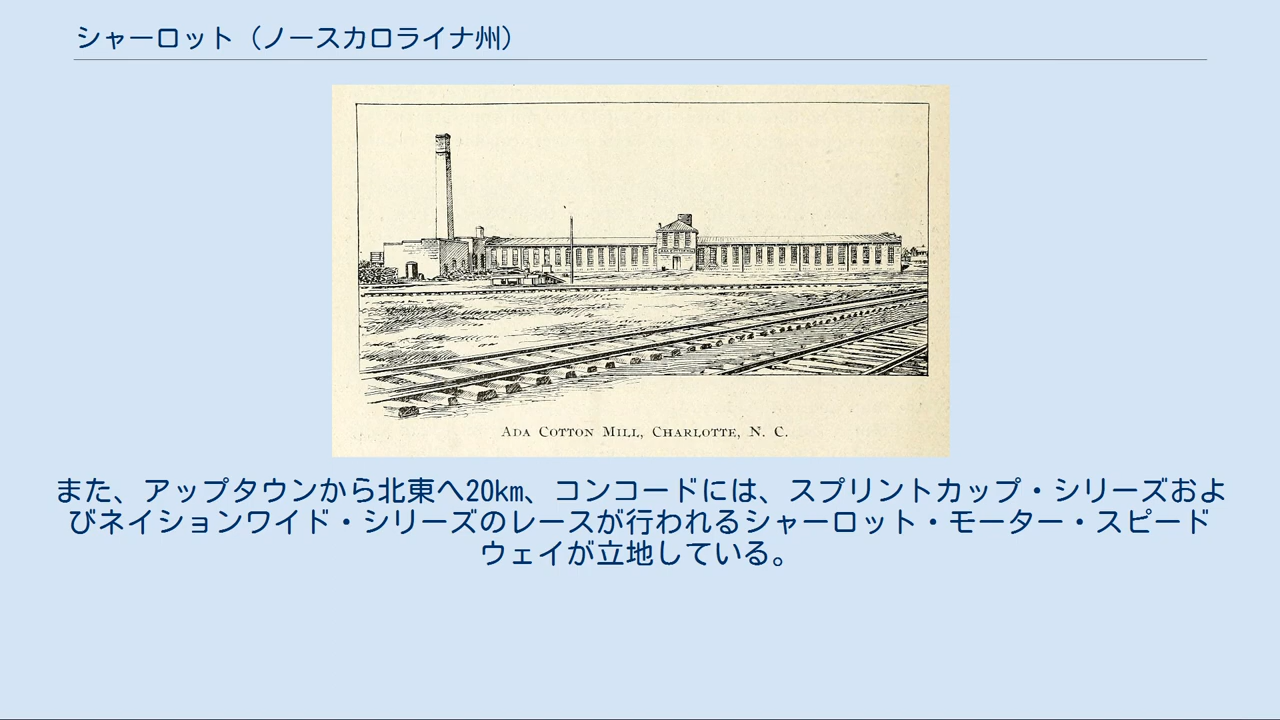 シャーロット（ノースカロライナ州）
ADA COTTON MILL, CHARLOTTE, N. C.
また、アップタウンから北東へ20km、コンコードには、スプリントカップ・シリーズおよ
びネイションワイド・シリーズのレースが行われるシャーロット・モーター・スピード
ウェイが立地している。